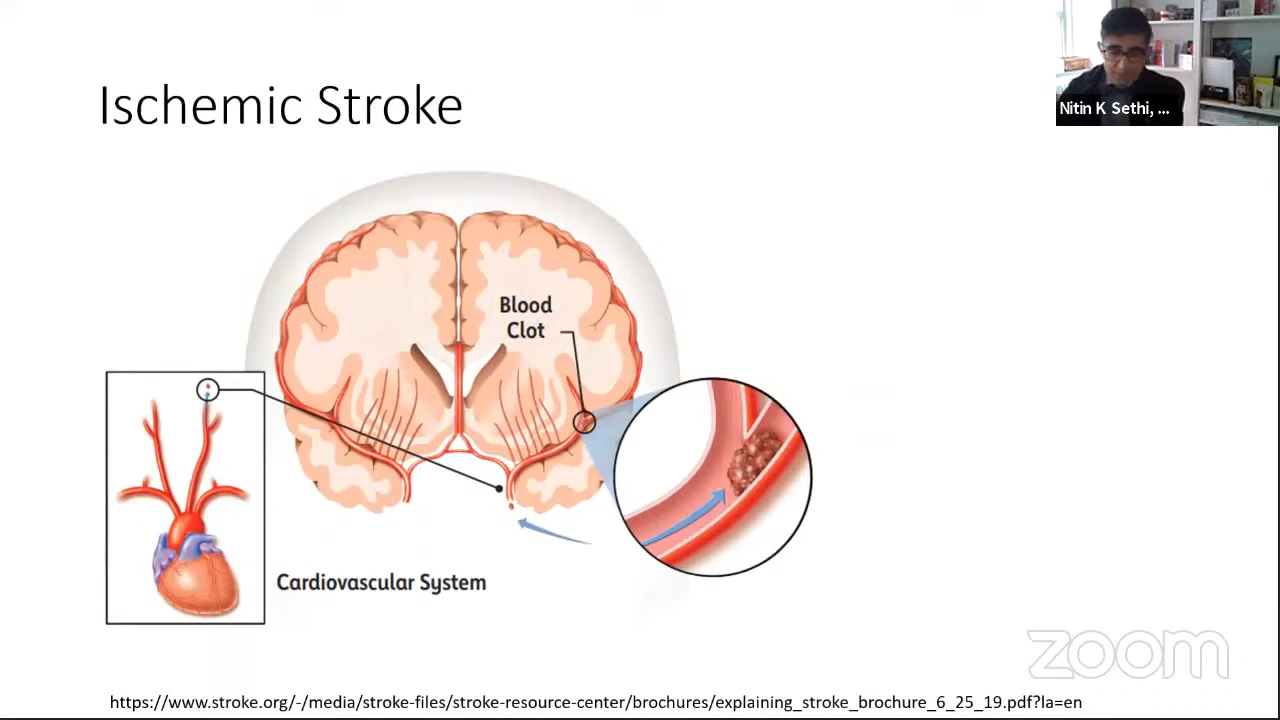 Nitin K Sethi, ...
Ischemic Stroke
Blood
Clot
Cardiovascular System
zoom
https://www.stroke.org/-/media/stroke-files/stroke-resource-center/brochures/explaining_stroke_brochure_6_25_19.pdf?la=en